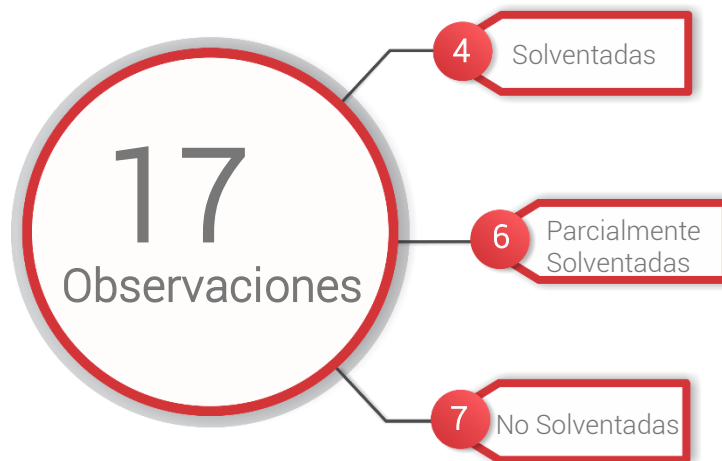 17
Observaciones
4
Solventadas
6
Parcialmente
Solventadas
7
No Solventadas